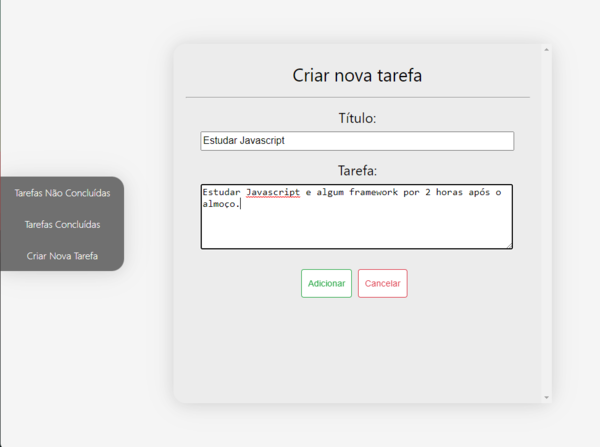 Criar nova tarefa
Título:
Estudar Javascript
Tarefa:
Estudar Javascript e algum framework por 2 horas após o
almoço.
Adicionar
Cancelar
Tarefas Não Concluídas
Tarefas Concluídas
Criar Nova Tarefa